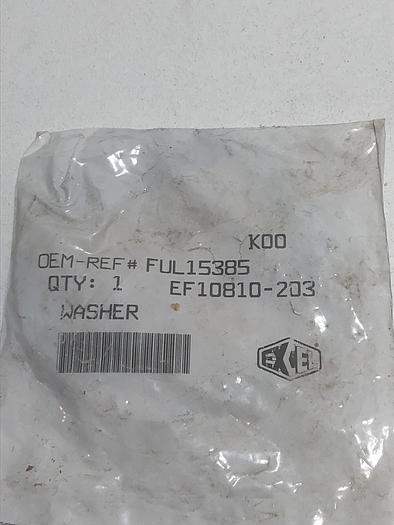 K00
OEM-REF# FUL15385
QTY: 1 EF10810-203
WASHER
EXCEL